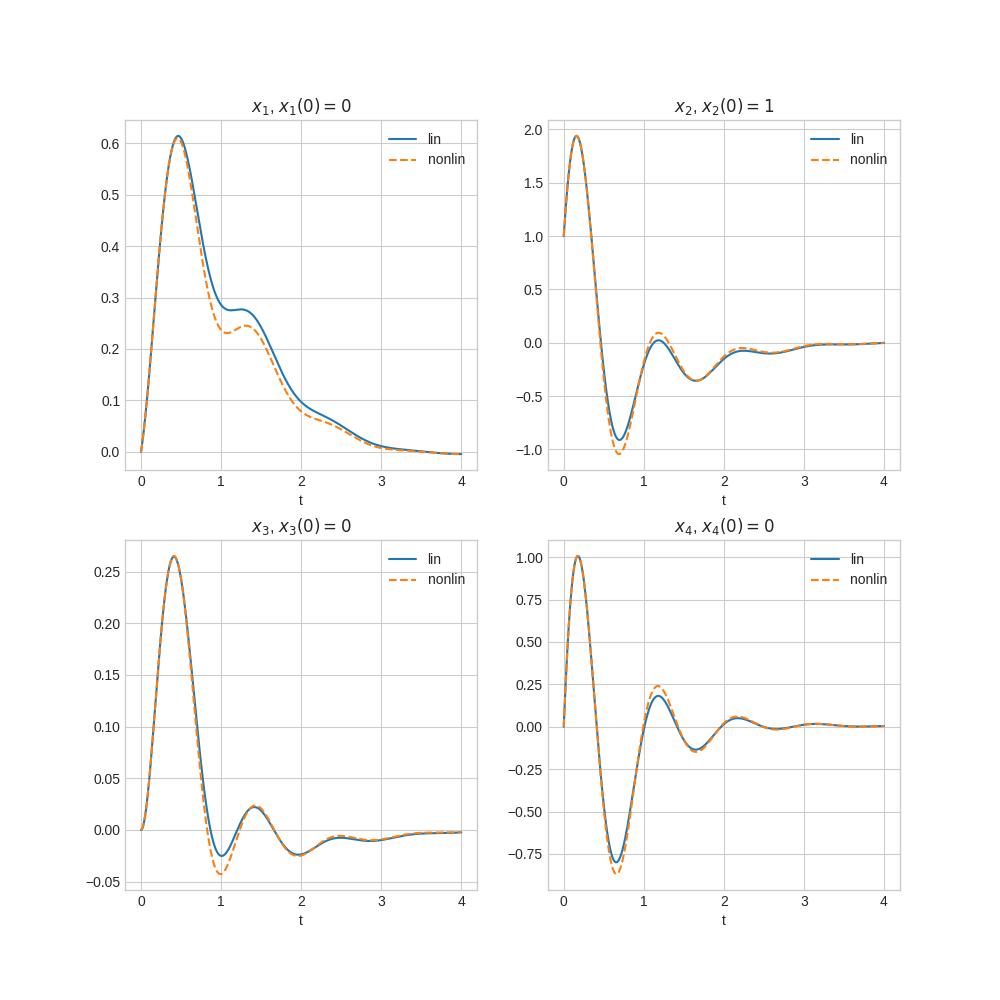 x₁, x₁(0) = 0
lin
nonlin
0.6
0.5
0.4
0.3
0.2
0.1
0.0
0 1 2 3 4
t
x₂, x₂(0) = 1
lin
nonlin
2.0
1.5
1.0
0.5
0.0
−0.5
−1.0
0 1 2 3 4
t
x₃, x₃(0) = 0
lin
nonlin
0.25
0.20
0.15
0.10
0.05
0.00
−0.05
0 1 2 3 4
t
x₄, x₄(0) = 0
lin
nonlin
1.00
0.75
0.50
0.25
0.00
−0.25
−0.50
−0.75
0 1 2 3 4
t